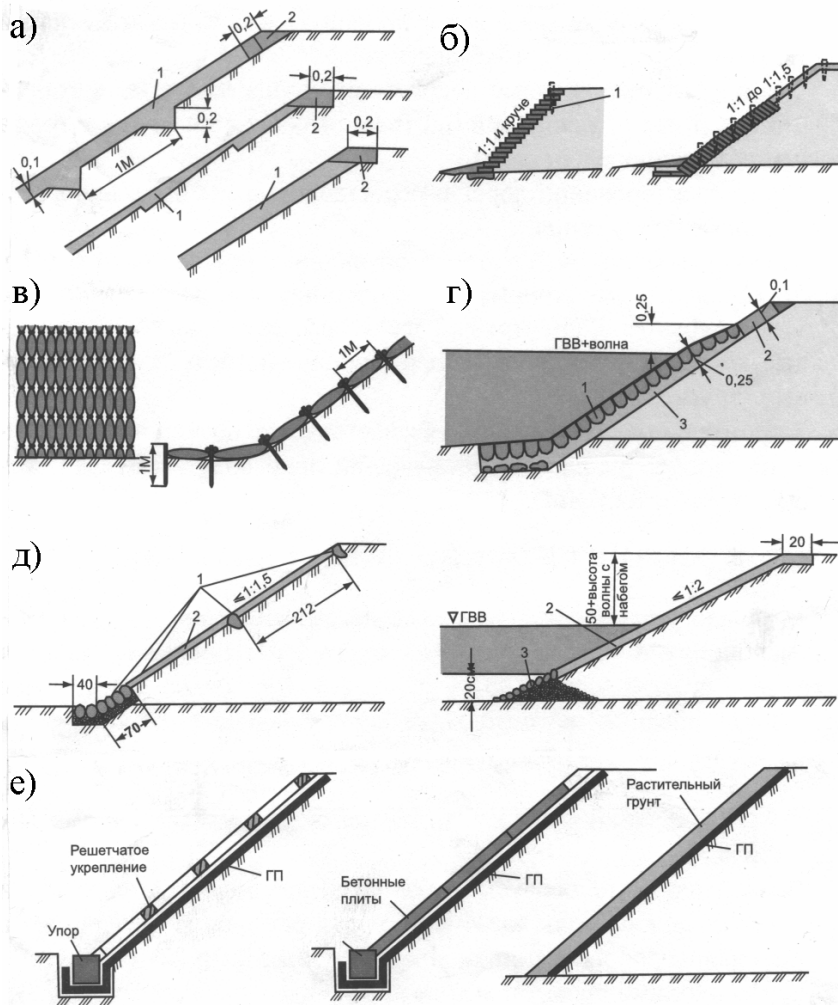 а)
0,2
2
1
0,2
0,2
2
0,2
0,1
1М
1
1
2
б)
1:1 и круче
1
1:1 до 1:1,5
в)
1М
1М
г)
0,25
0,1
ГВВ+волна
2
0,25
1
3
д)
1
≤1:1,5
212
2
40
70
50+высота
волны с
набегом
20
≤1:2
ГВВ
2
3
20см
е)
Решетчатое
укрепление
ГП
Упор
Бетонные
плиты
ГП
Растительный
грунт
ГП